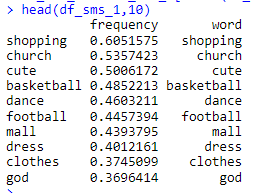 > head(df_sms_1,10)
frequency word
shopping 0.6051575 shopping
church 0.5357423 church
cute 0.5006172 cute
basketball 0.4852213 basketball
dance 0.4603211 dance
football 0.4457394 football
mall 0.4393795 mall
dress 0.4012161 dress
clothes 0.3745099 clothes
god 0.3696414 god
>